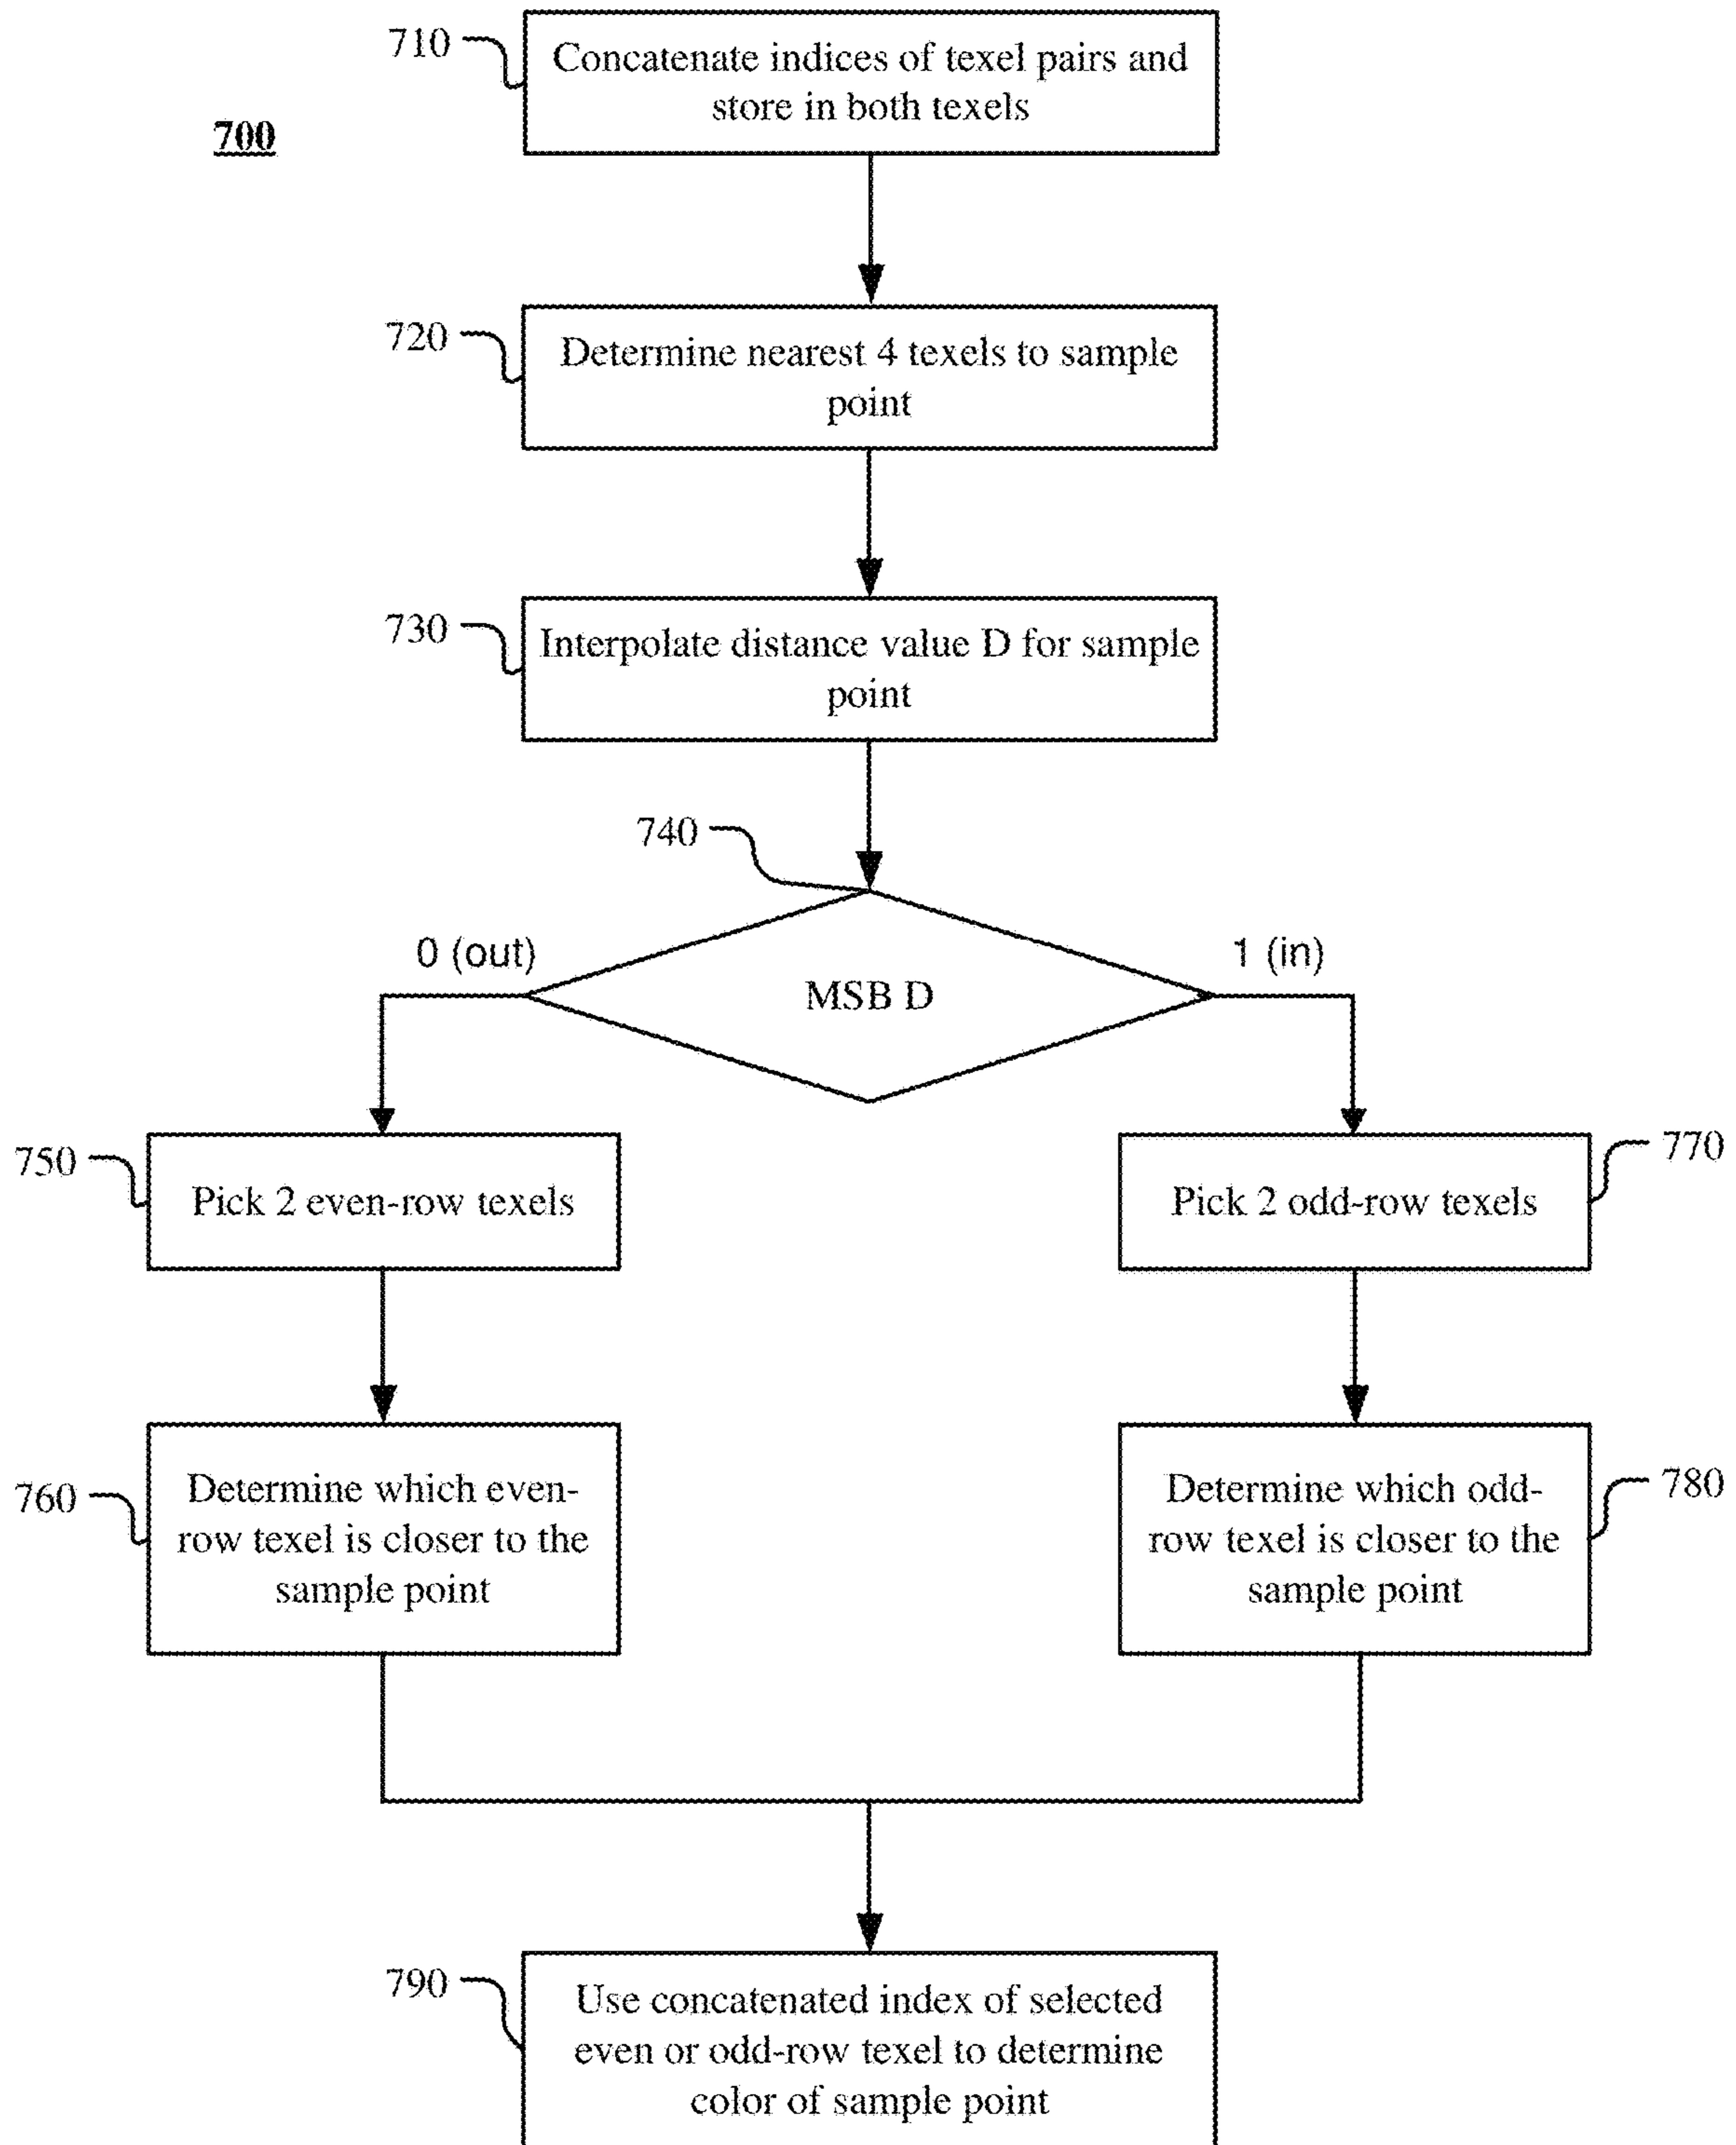 710
Concatenate indices of texel pairs and
store in both texels
700
720
Determine nearest 4 texels to sample
point
730
Interpolate distance value D for sample
point
740
0 (out)
1 (in)
MSB D
750
Pick 2 even-row texels
770
Pick 2 odd-row texels
760
Determine which even-
row texel is closer to the
sample point
780
Determine which odd-
row texel is closer to the
sample point
790
Use concatenated index of selected
even or odd-row texel to determine
color of sample point